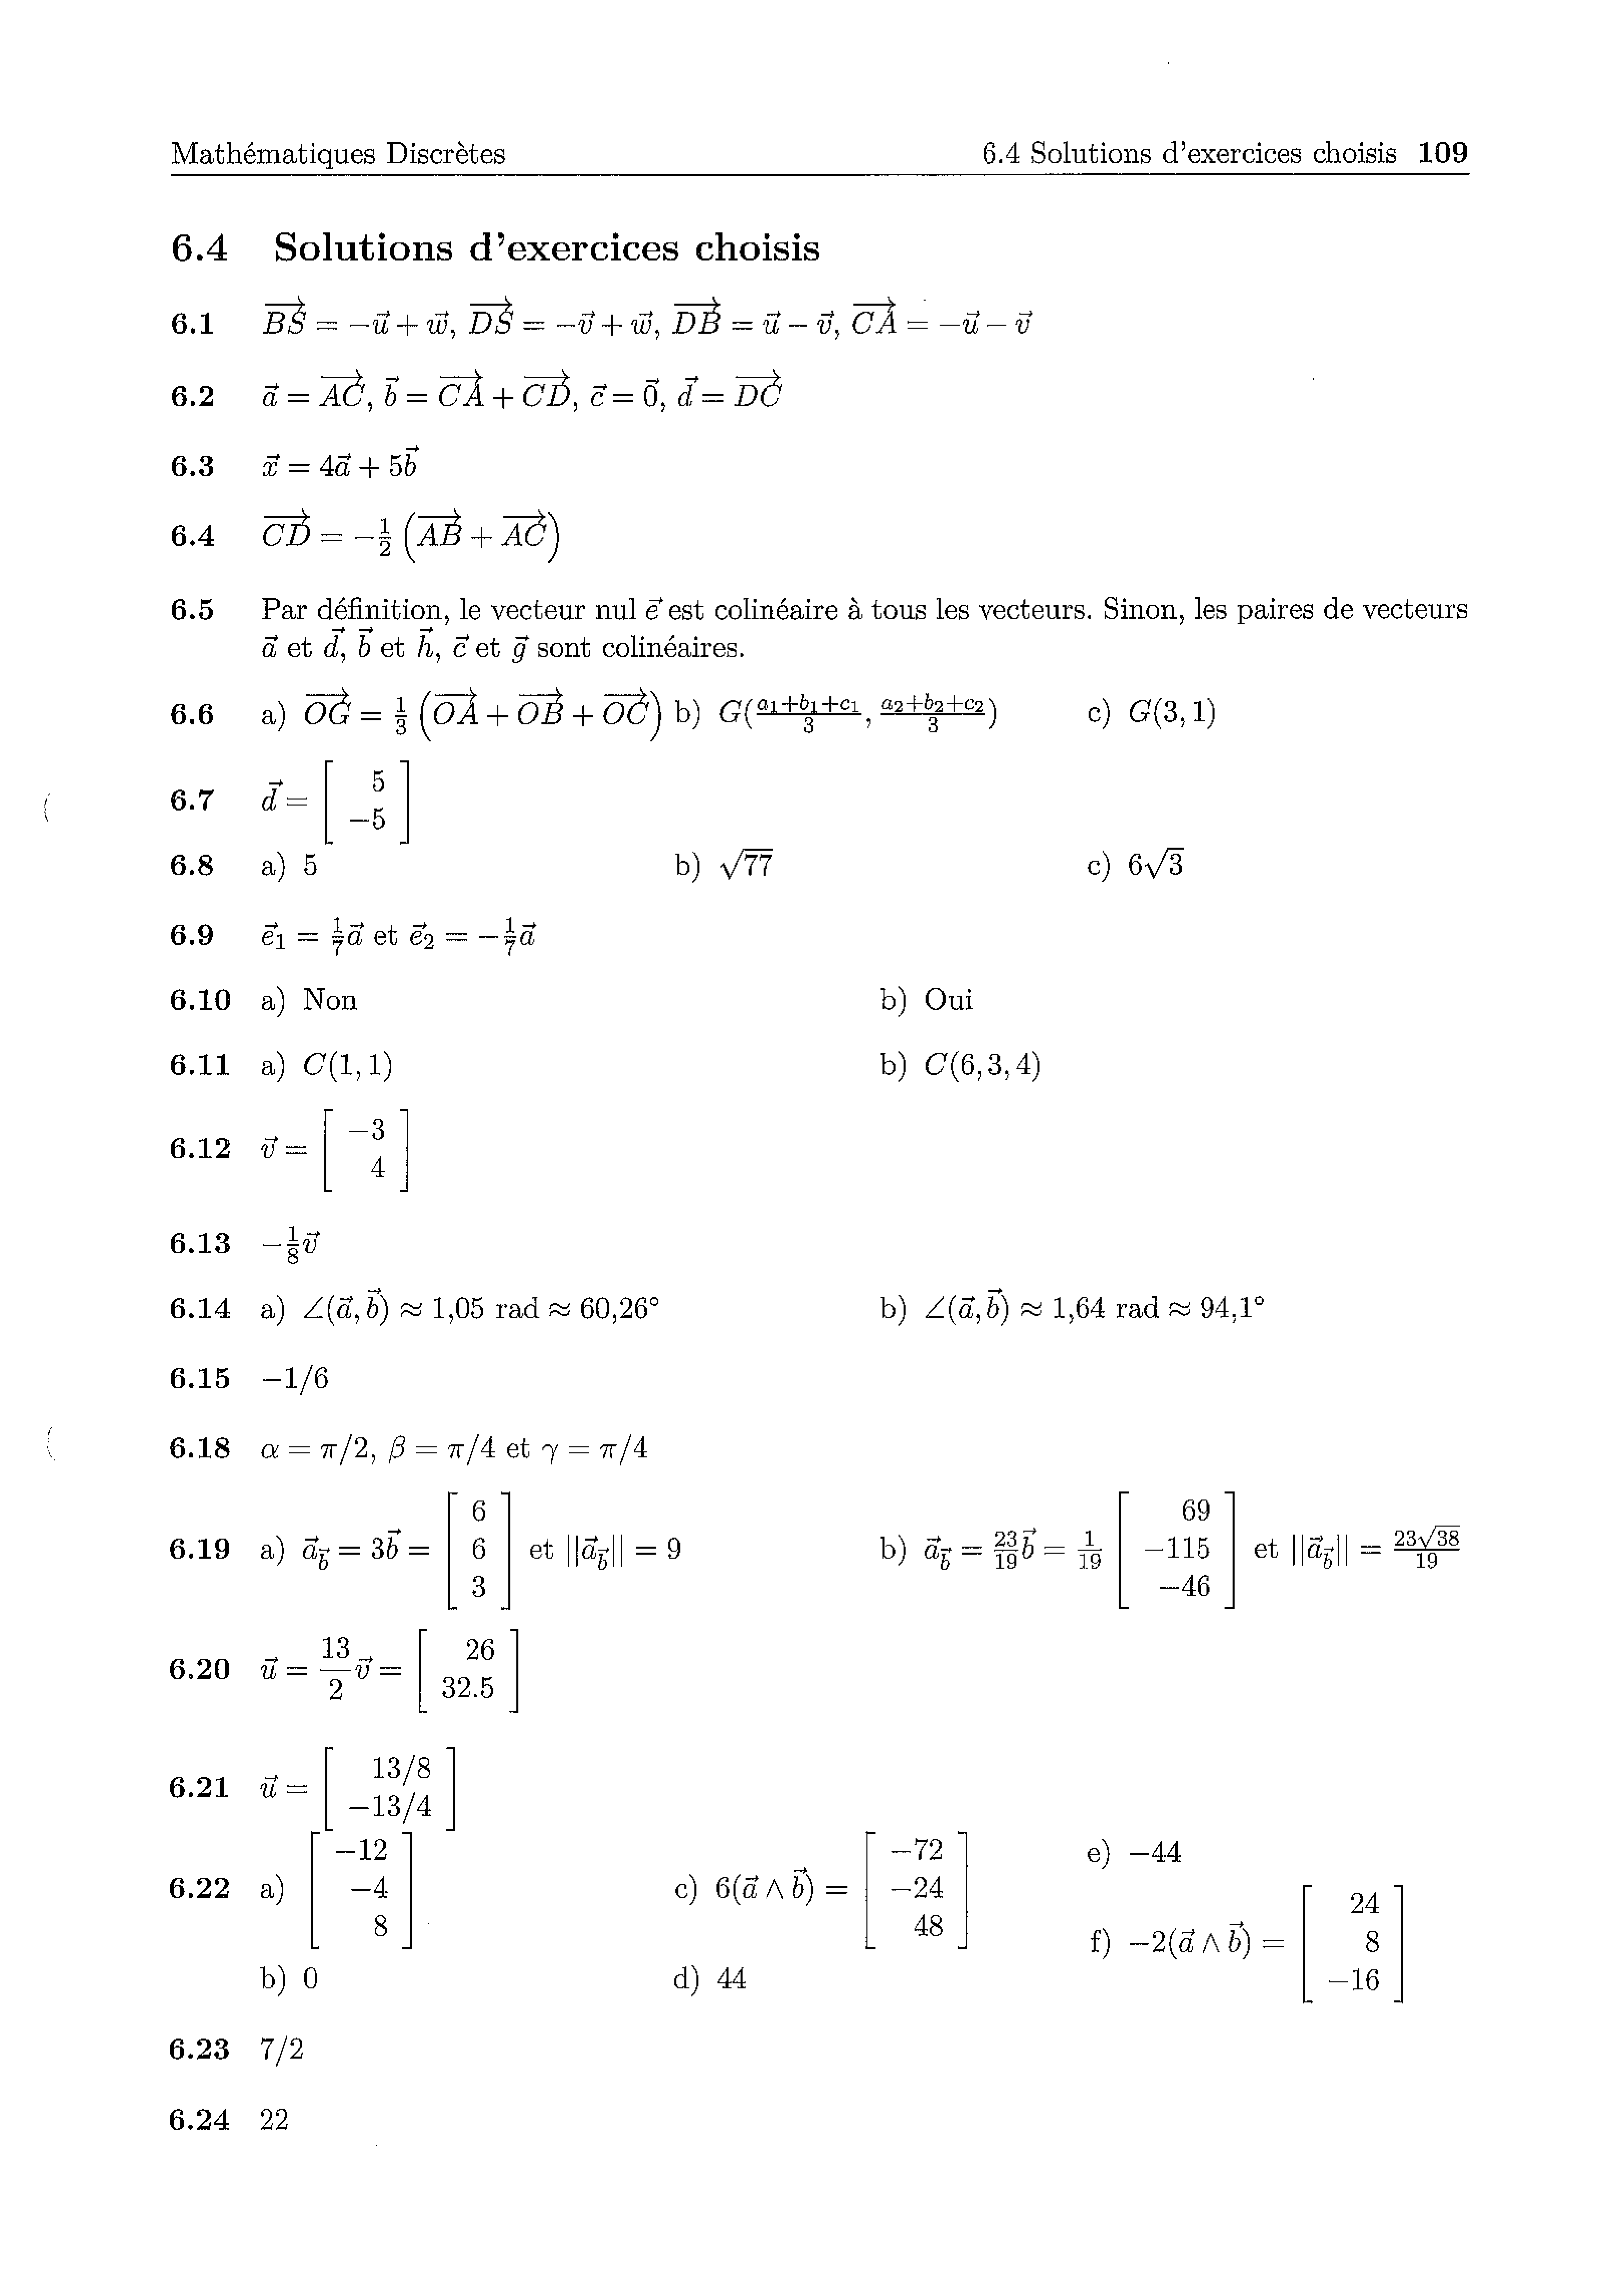 Mathématiques Discrètes 6.4 Solutions d'exercices choisis 109
6.4 Solutions d'exercices choisis
6.1 $\overrightarrow{BS} = -\vec{u} + \vec{w}$, $\overrightarrow{DS} = -\vec{v} + \vec{w}$, $\overrightarrow{DB} = \vec{u} - \vec{v}$, $\overrightarrow{CA} = -\vec{u} - \vec{v}$
6.2 $\vec{a} = \overrightarrow{AC}$, $\vec{b} = \overrightarrow{CA} + \overrightarrow{CD}$, $\vec{c} = \vec{0}$, $\vec{d} = \overrightarrow{DC}$
6.3 $\vec{x} = 4\vec{a} + 5\vec{b}$
6.4 $\overrightarrow{CD} = -\frac{1}{2}\left(\overrightarrow{AB} + \overrightarrow{AC}\right)$
6.5 Par définition, le vecteur nul $\vec{e}$ est colinéaire à tous les vecteurs. Sinon, les paires de vecteurs
$\vec{a}$ et $\vec{d}$, $\vec{b}$ et $\vec{h}$, $\vec{c}$ et $\vec{g}$ sont colinéaires.
6.6 a) $\overrightarrow{OG} = \frac{1}{3}\left(\overrightarrow{OA} + \overrightarrow{OB} + \overrightarrow{OC}\right)$ b) $G(\frac{a_1+b_1+c_1}{3}, \frac{a_2+b_2+c_2}{3})$ c) $G(3,1)$
6.7 $\vec{d} = \begin{bmatrix} 5 \\ -5 \end{bmatrix}$
6.8 a) 5 b) $\sqrt{77}$ c) $6\sqrt{3}$
6.9 $\vec{e}_1 = \frac{1}{7}\vec{a}$ et $\vec{e}_2 = -\frac{1}{7}\vec{a}$
6.10 a) Non b) Oui
6.11 a) $C(1,1)$ b) $C(6,3,4)$
6.12 $\vec{v} = \begin{bmatrix} -3 \\ 4 \end{bmatrix}$
6.13 $-\frac{1}{8}\vec{v}$
6.14 a) $\angle(\vec{a},\vec{b}) \approx 1,05$ rad $\approx 60,26°$ b) $\angle(\vec{a},\vec{b}) \approx 1,64$ rad $\approx 94,1°$
6.15 $-1/6$
6.18 $\alpha = \pi/2$, $\beta = \pi/4$ et $\gamma = \pi/4$
6.19 a) $\vec{a}_{\vec{b}} = 3\vec{b} = \begin{bmatrix} 6 \\ 6 \\ 3 \end{bmatrix}$ et $||\vec{a}_{\vec{b}}|| = 9$ b) $\vec{a}_{\vec{b}} = \frac{23}{19}\vec{b} = \frac{1}{19}\begin{bmatrix} 69 \\ -115 \\ -46 \end{bmatrix}$ et $||\vec{a}_{\vec{b}}|| = \frac{23\sqrt{38}}{19}$
6.20 $\vec{u} = \frac{13}{2}\vec{v} = \begin{bmatrix} 26 \\ 32.5 \end{bmatrix}$
6.21 $\vec{u} = \begin{bmatrix} 13/8 \\ -13/4 \end{bmatrix}$
6.22 a) $\begin{bmatrix} -12 \\ -4 \\ 8 \end{bmatrix}$
b) 0
c) $6(\vec{a} \wedge \vec{b}) = \begin{bmatrix} -72 \\ -24 \\ 48 \end{bmatrix}$
d) 44
e) $-44$
f) $-2(\vec{a} \wedge \vec{b}) = \begin{bmatrix} 24 \\ 8 \\ -16 \end{bmatrix}$
6.23 7/2
6.24 22